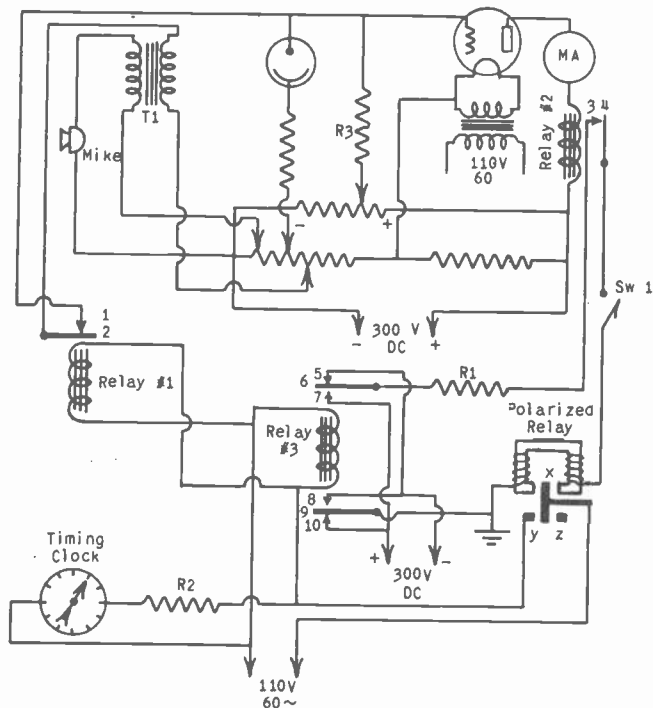 T1
Mike
R3
110V
60
Relay #2
MA
3 4
-
+
Sw 1
- 300 V +
DC
1
2
Relay #1
5
6
7
R1
Relay
#3
Polarized
Relay
x
8
9
10
y z
+ -
300V
DC
Timing
Clock
R2
110V
60~